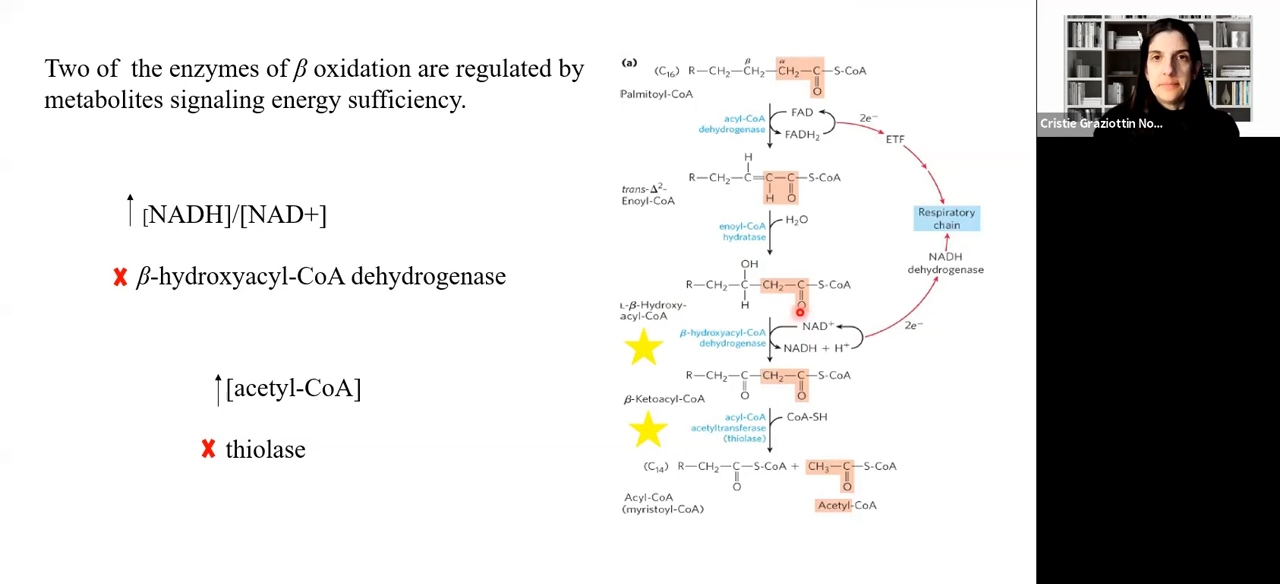 Two of the enzymes of β oxidation are regulated by
metabolites signaling energy sufficiency.
↑ [NADH]/[NAD+]
✘ β-hydroxyacyl-CoA dehydrogenase
↑[acetyl-CoA]
✘ thiolase
(a)
(C₁₆) R—CH₂—CH₂—CH₂—C—S-CoA
β α
O
Palmitoyl-CoA
acyl-CoA
dehydrogenase
FAD
FADH₂
2e⁻
ETF
H
R—CH₂—C=C—C—S-CoA
H O
trans-Δ²-
Enoyl-CoA
enoyl-CoA
hydratase
H₂O
Respiratory
chain
NADH
dehydrogenase
OH
R—CH₂—C—CH₂—C—S-CoA
H O
L-β-Hydroxy-
acyl-CoA
β-hydroxyacyl-CoA
dehydrogenase
NAD⁺
NADH + H⁺
2e⁻
R—CH₂—C—CH₂—C—S-CoA
O O
β-Ketoacyl-CoA
acyl-CoA
acetyltransferase
(thiolase)
CoA-SH
(C₁₄) R—CH₂—C—S-CoA + CH₃—C—S-CoA
O O
Acyl-CoA
(myristoyl-CoA)
Acetyl-CoA
Cristie Graziottin No...